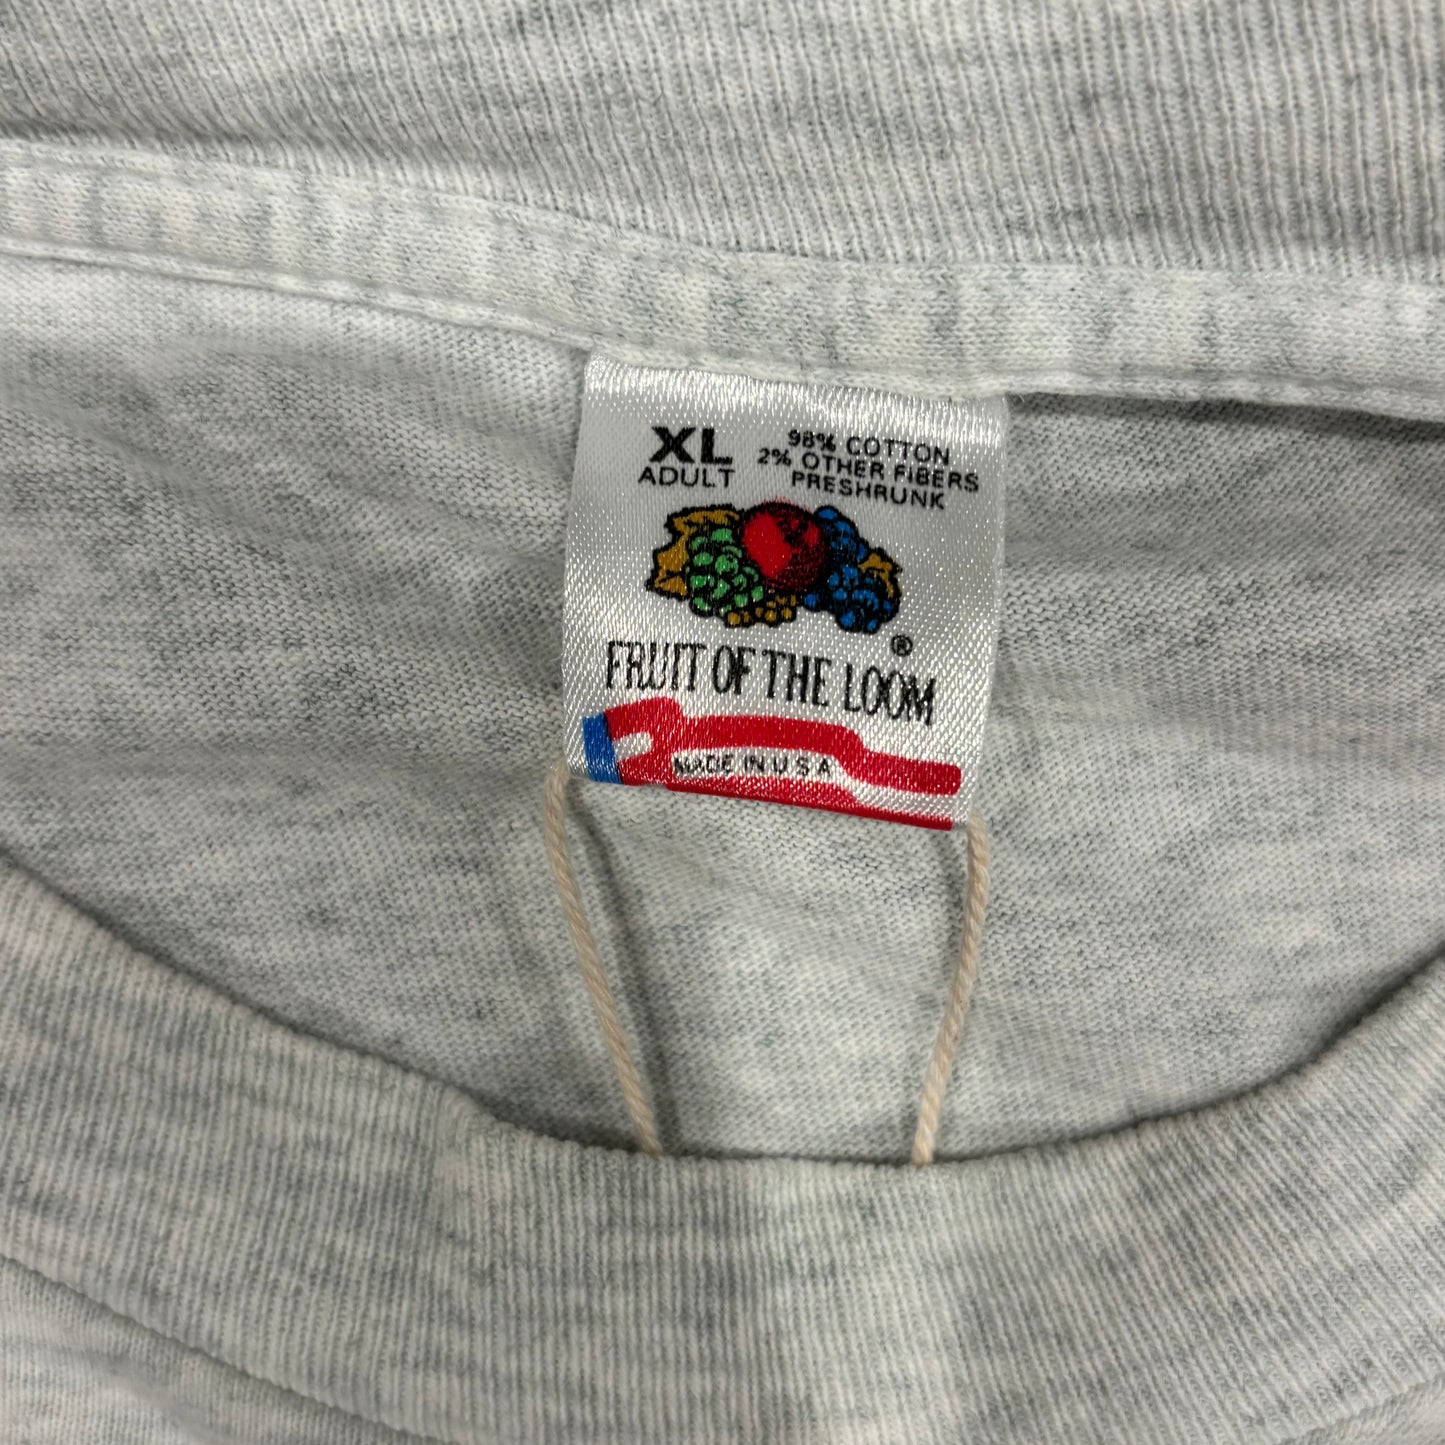 XL
ADULT
98% COTTON
2% OTHER FIBERS
PRESHRUNK
®
FRUIT OF THE LOOM
MADE IN U S A